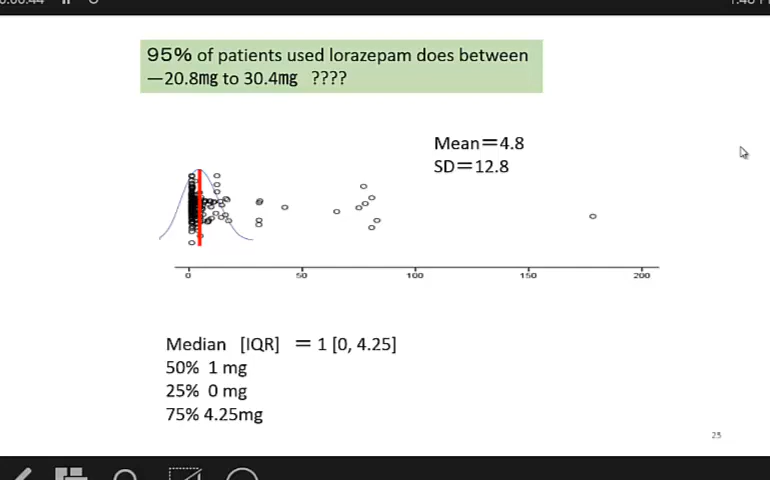 95% of patients used lorazepam does between
—20.8mg to 30.4mg ????
Mean＝4.8
SD＝12.8
0 50 100 150 200
Median [IQR] ＝ 1 [0, 4.25]
50% 1 mg
25% 0 mg
75% 4.25mg
23